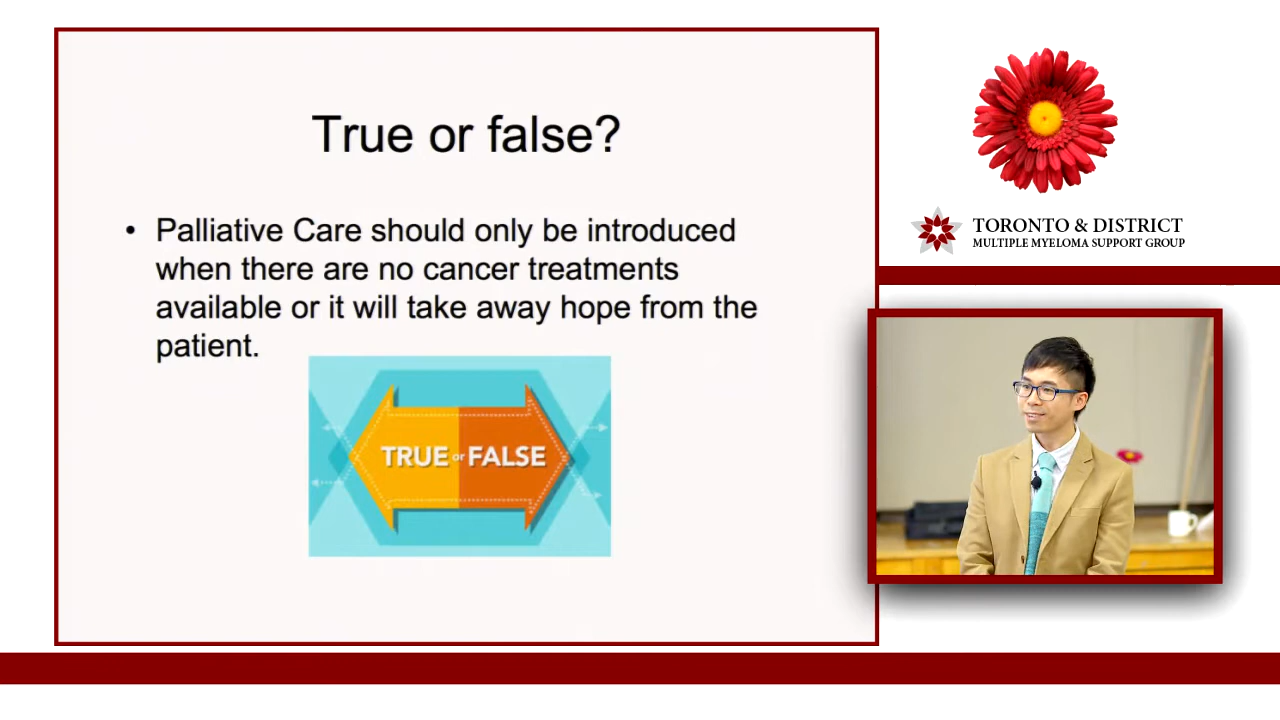 True or false?
• Palliative Care should only be introduced
when there are no cancer treatments
available or it will take away hope from the
patient.
TRUE or FALSE
TORONTO & DISTRICT
MULTIPLE MYELOMA SUPPORT GROUP